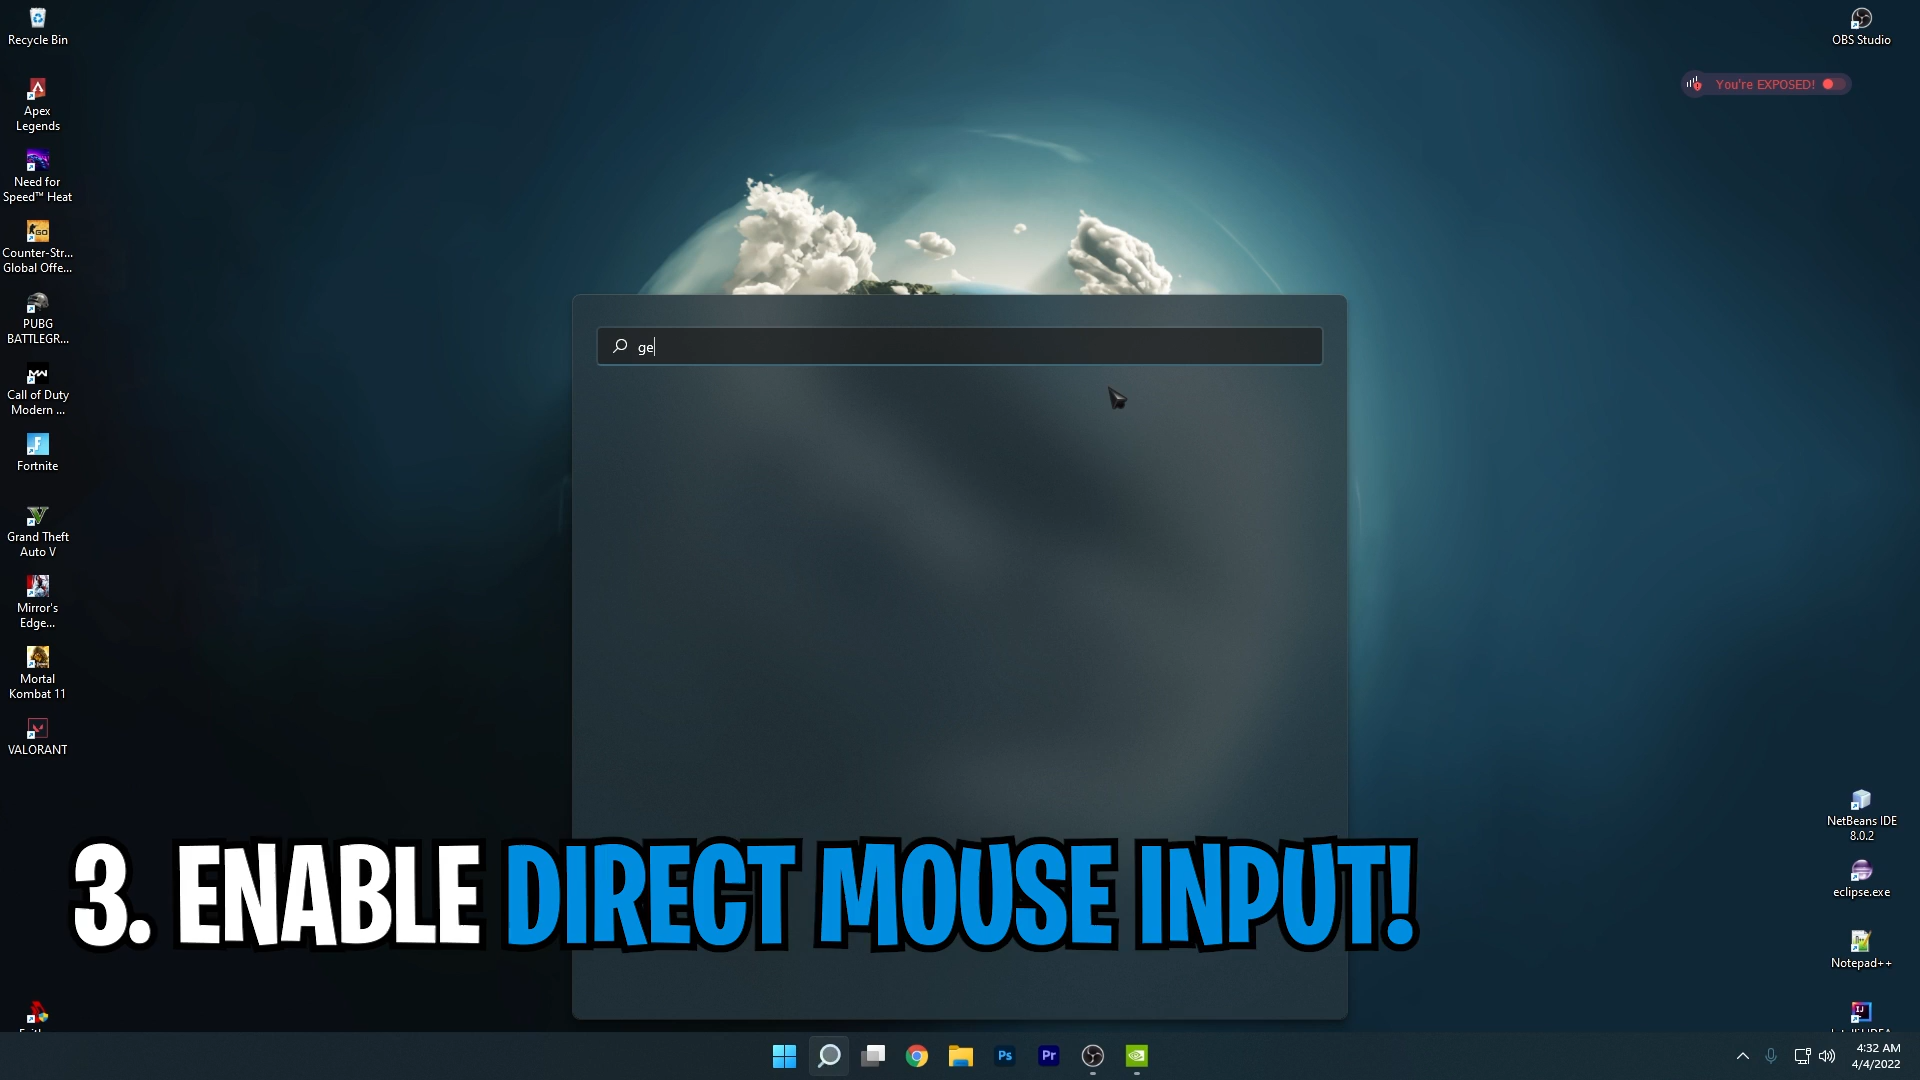 Recycle Bin
Apex
Legends
Need for
Speed™ Heat
Counter-Str...
Global Offe...
PUBG
BATTLEGR...
Call of Duty
Modern ...
Fortnite
Grand Theft
Auto V
Mirror's
Edge...
Mortal
Kombat 11
VALORANT
OBS Studio
You're EXPOSED!
ge
3. ENABLE DIRECT MOUSE INPUT!
NetBeans IDE
8.0.2
eclipse.exe
Notepad++
Ps
Pr
4:32 AM
4/4/2022